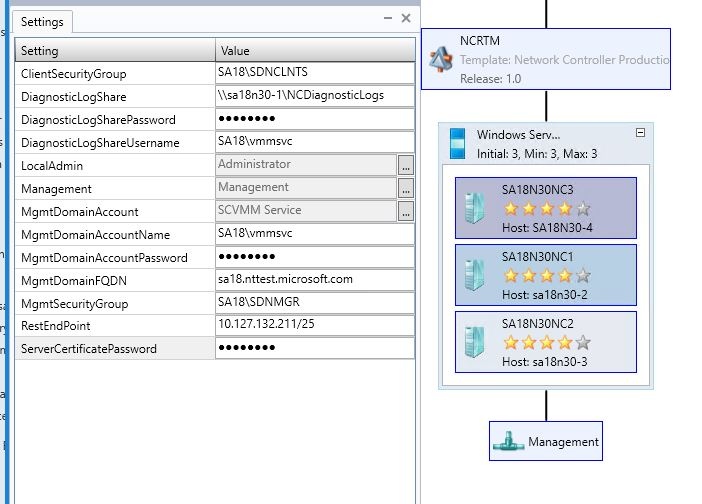 Settings
Setting Value
ClientSecurityGroup SA18\SDNCLNTS
DiagnosticLogShare \\sa18n30-1\NCDiagnosticLogs
DiagnosticLogSharePassword ●●●●●●●●
DiagnosticLogShareUsername SA18\vmmsvc
LocalAdmin Administrator ...
Management Management ...
MgmtDomainAccount SCVMM Service ...
MgmtDomainAccountName SA18\vmmsvc
MgmtDomainAccountPassword ●●●●●●●●
MgmtDomainFQDN sa18.nttest.microsoft.com
MgmtSecurityGroup SA18\SDNMGR
RestEndPoint 10.127.132.211/25
ServerCertificatePassword ●●●●●●●●
NCRTM
Template: Network Controller Productio
Release: 1.0
Windows Serv...
Initial: 3, Min: 3, Max: 3
SA18N30NC3
Host: SA18N30-4
SA18N30NC1
Host: sa18n30-2
SA18N30NC2
Host: sa18n30-3
Management